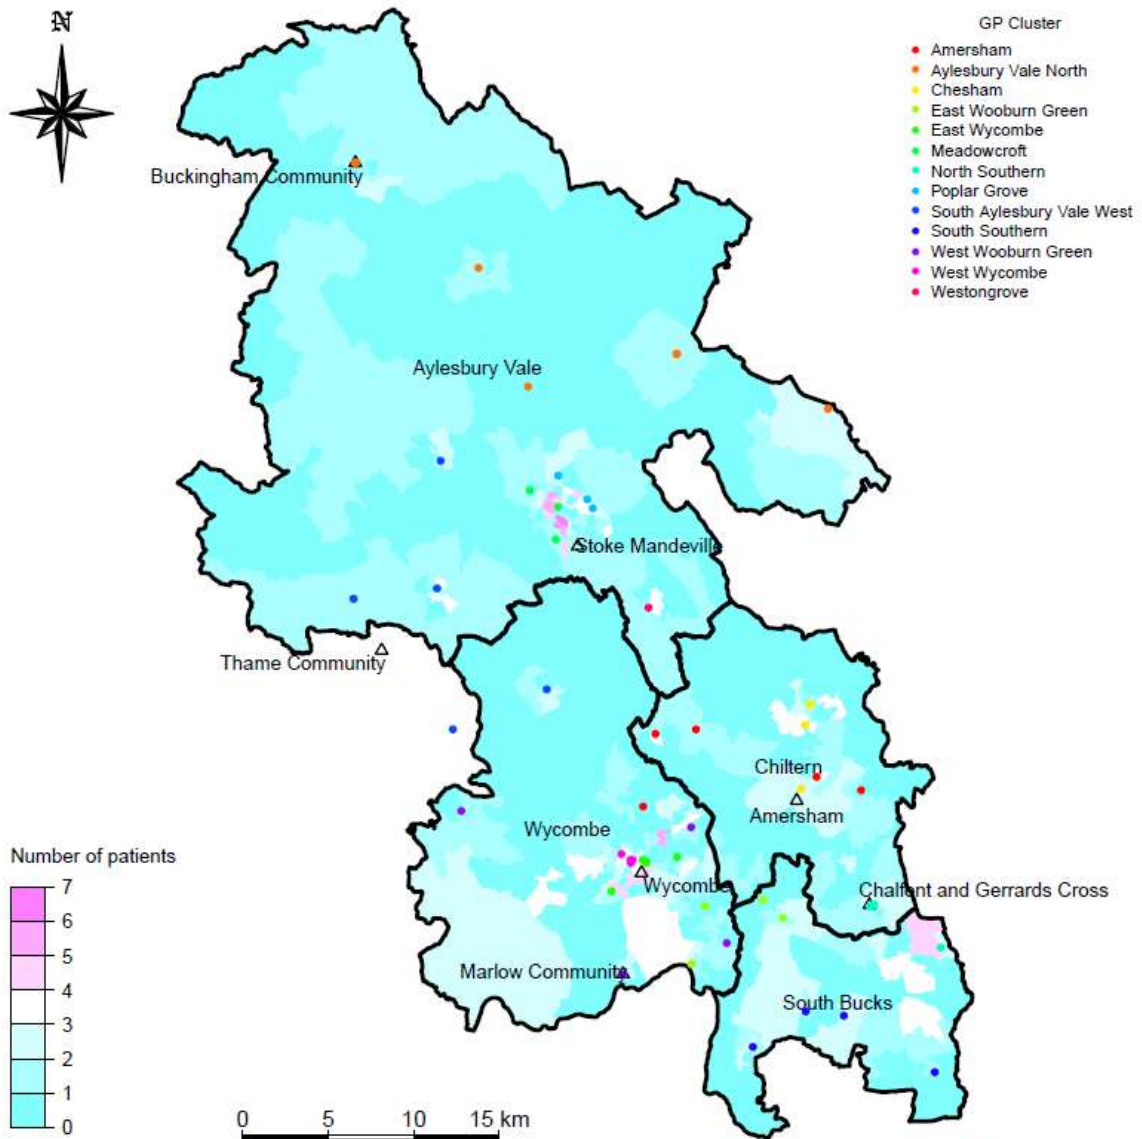 N
GP Cluster
Amersham
Aylesbury Vale North
Chesham
East Wooburn Green
East Wycombe
Meadowcroft
North Southern
Poplar Grove
South Aylesbury Vale West
South Southern
West Wooburn Green
West Wycombe
Westongrove
Buckingham Community
Aylesbury Vale
Stoke Mandeville
Thame Community
Chiltern
Amersham
Wycombe
Wycombe
Chalfont and Gerrards Cross
Marlow Community
South Bucks
Number of patients
7
6
5
4
3
2
1
0
0 5 10 15 km